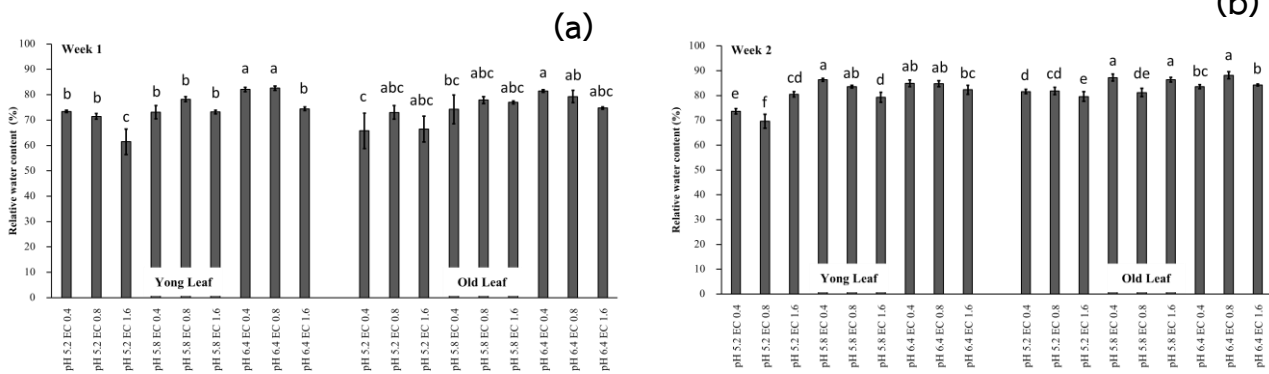 (a)
Week 1
Relative water content (%)
100
90
80
70
60
50
40
30
20
10
0
b
b
c
b
b
b
a
a
b
c
abc
abc
bc
abc
abc
a
ab
abc
Yong Leaf
Old Leaf
pH 5.2 EC 0.4
pH 5.2 EC 0.8
pH 5.2 EC 1.6
pH 5.8 EC 0.4
pH 5.8 EC 0.8
pH 5.8 EC 1.6
pH 6.4 EC 0.4
pH 6.4 EC 0.8
pH 6.4 EC 1.6
pH 5.2 EC 0.4
pH 5.2 EC 0.8
pH 5.2 EC 1.6
pH 5.8 EC 0.4
pH 5.8 EC 0.8
pH 5.8 EC 1.6
pH 6.4 EC 0.4
pH 6.4 EC 0.8
pH 6.4 EC 1.6
(b)
Week 2
Relative water content (%)
100
90
80
70
60
50
40
30
20
10
0
e
f
cd
a
ab
d
ab
ab
bc
d
cd
e
a
de
a
bc
a
b
Yong Leaf
Old Leaf
pH 5.2 EC 0.4
pH 5.2 EC 0.8
pH 5.2 EC 1.6
pH 5.8 EC 0.4
pH 5.8 EC 0.8
pH 5.8 EC 1.6
pH 6.4 EC 0.4
pH 6.4 EC 0.8
pH 6.4 EC 1.6
pH 5.2 EC 0.4
pH 5.2 EC 0.8
pH 5.2 EC 1.6
pH 5.8 EC 0.4
pH 5.8 EC 0.8
pH 5.8 EC 1.6
pH 6.4 EC 0.4
pH 6.4 EC 0.8
pH 6.4 EC 1.6